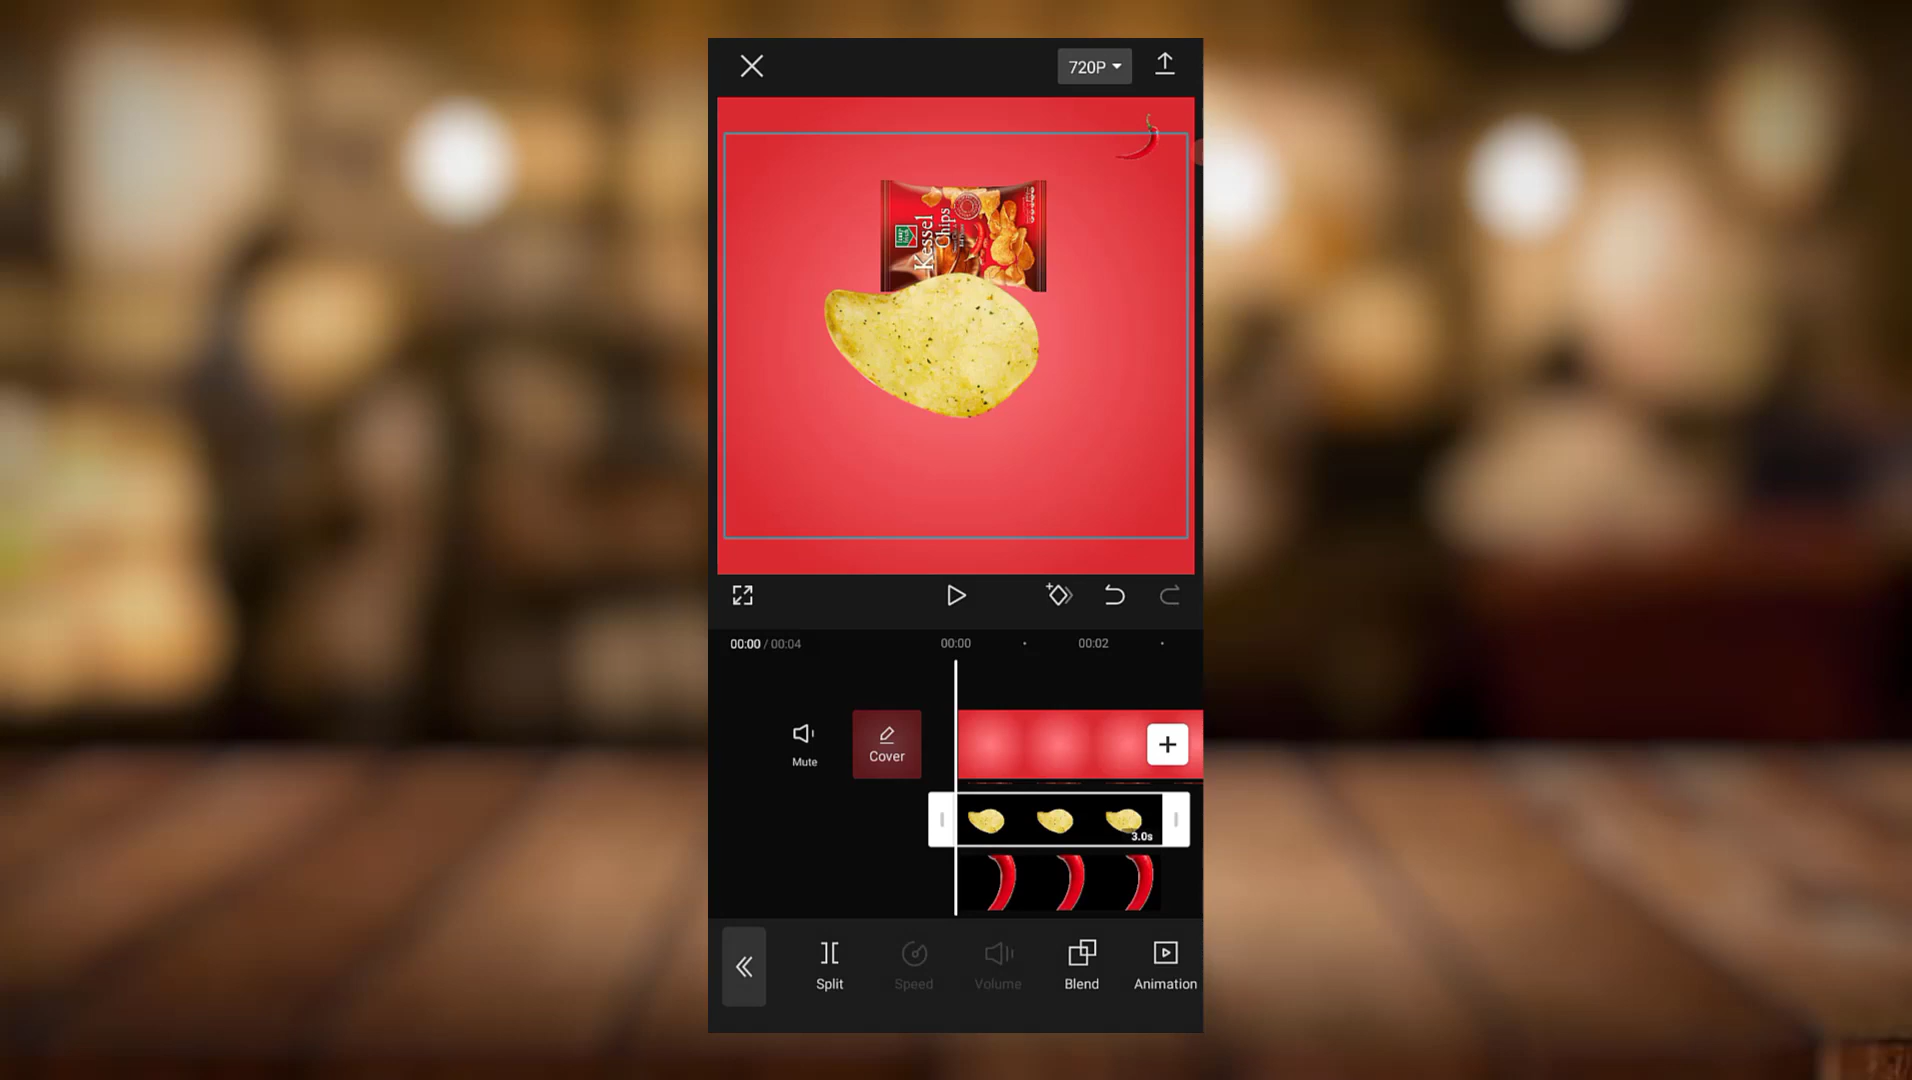 720P
Kessel
Chips
00:00 / 00:04
00:00
00:02
Mute
Cover
3.0s
Split
Speed
Volume
Blend
Animation